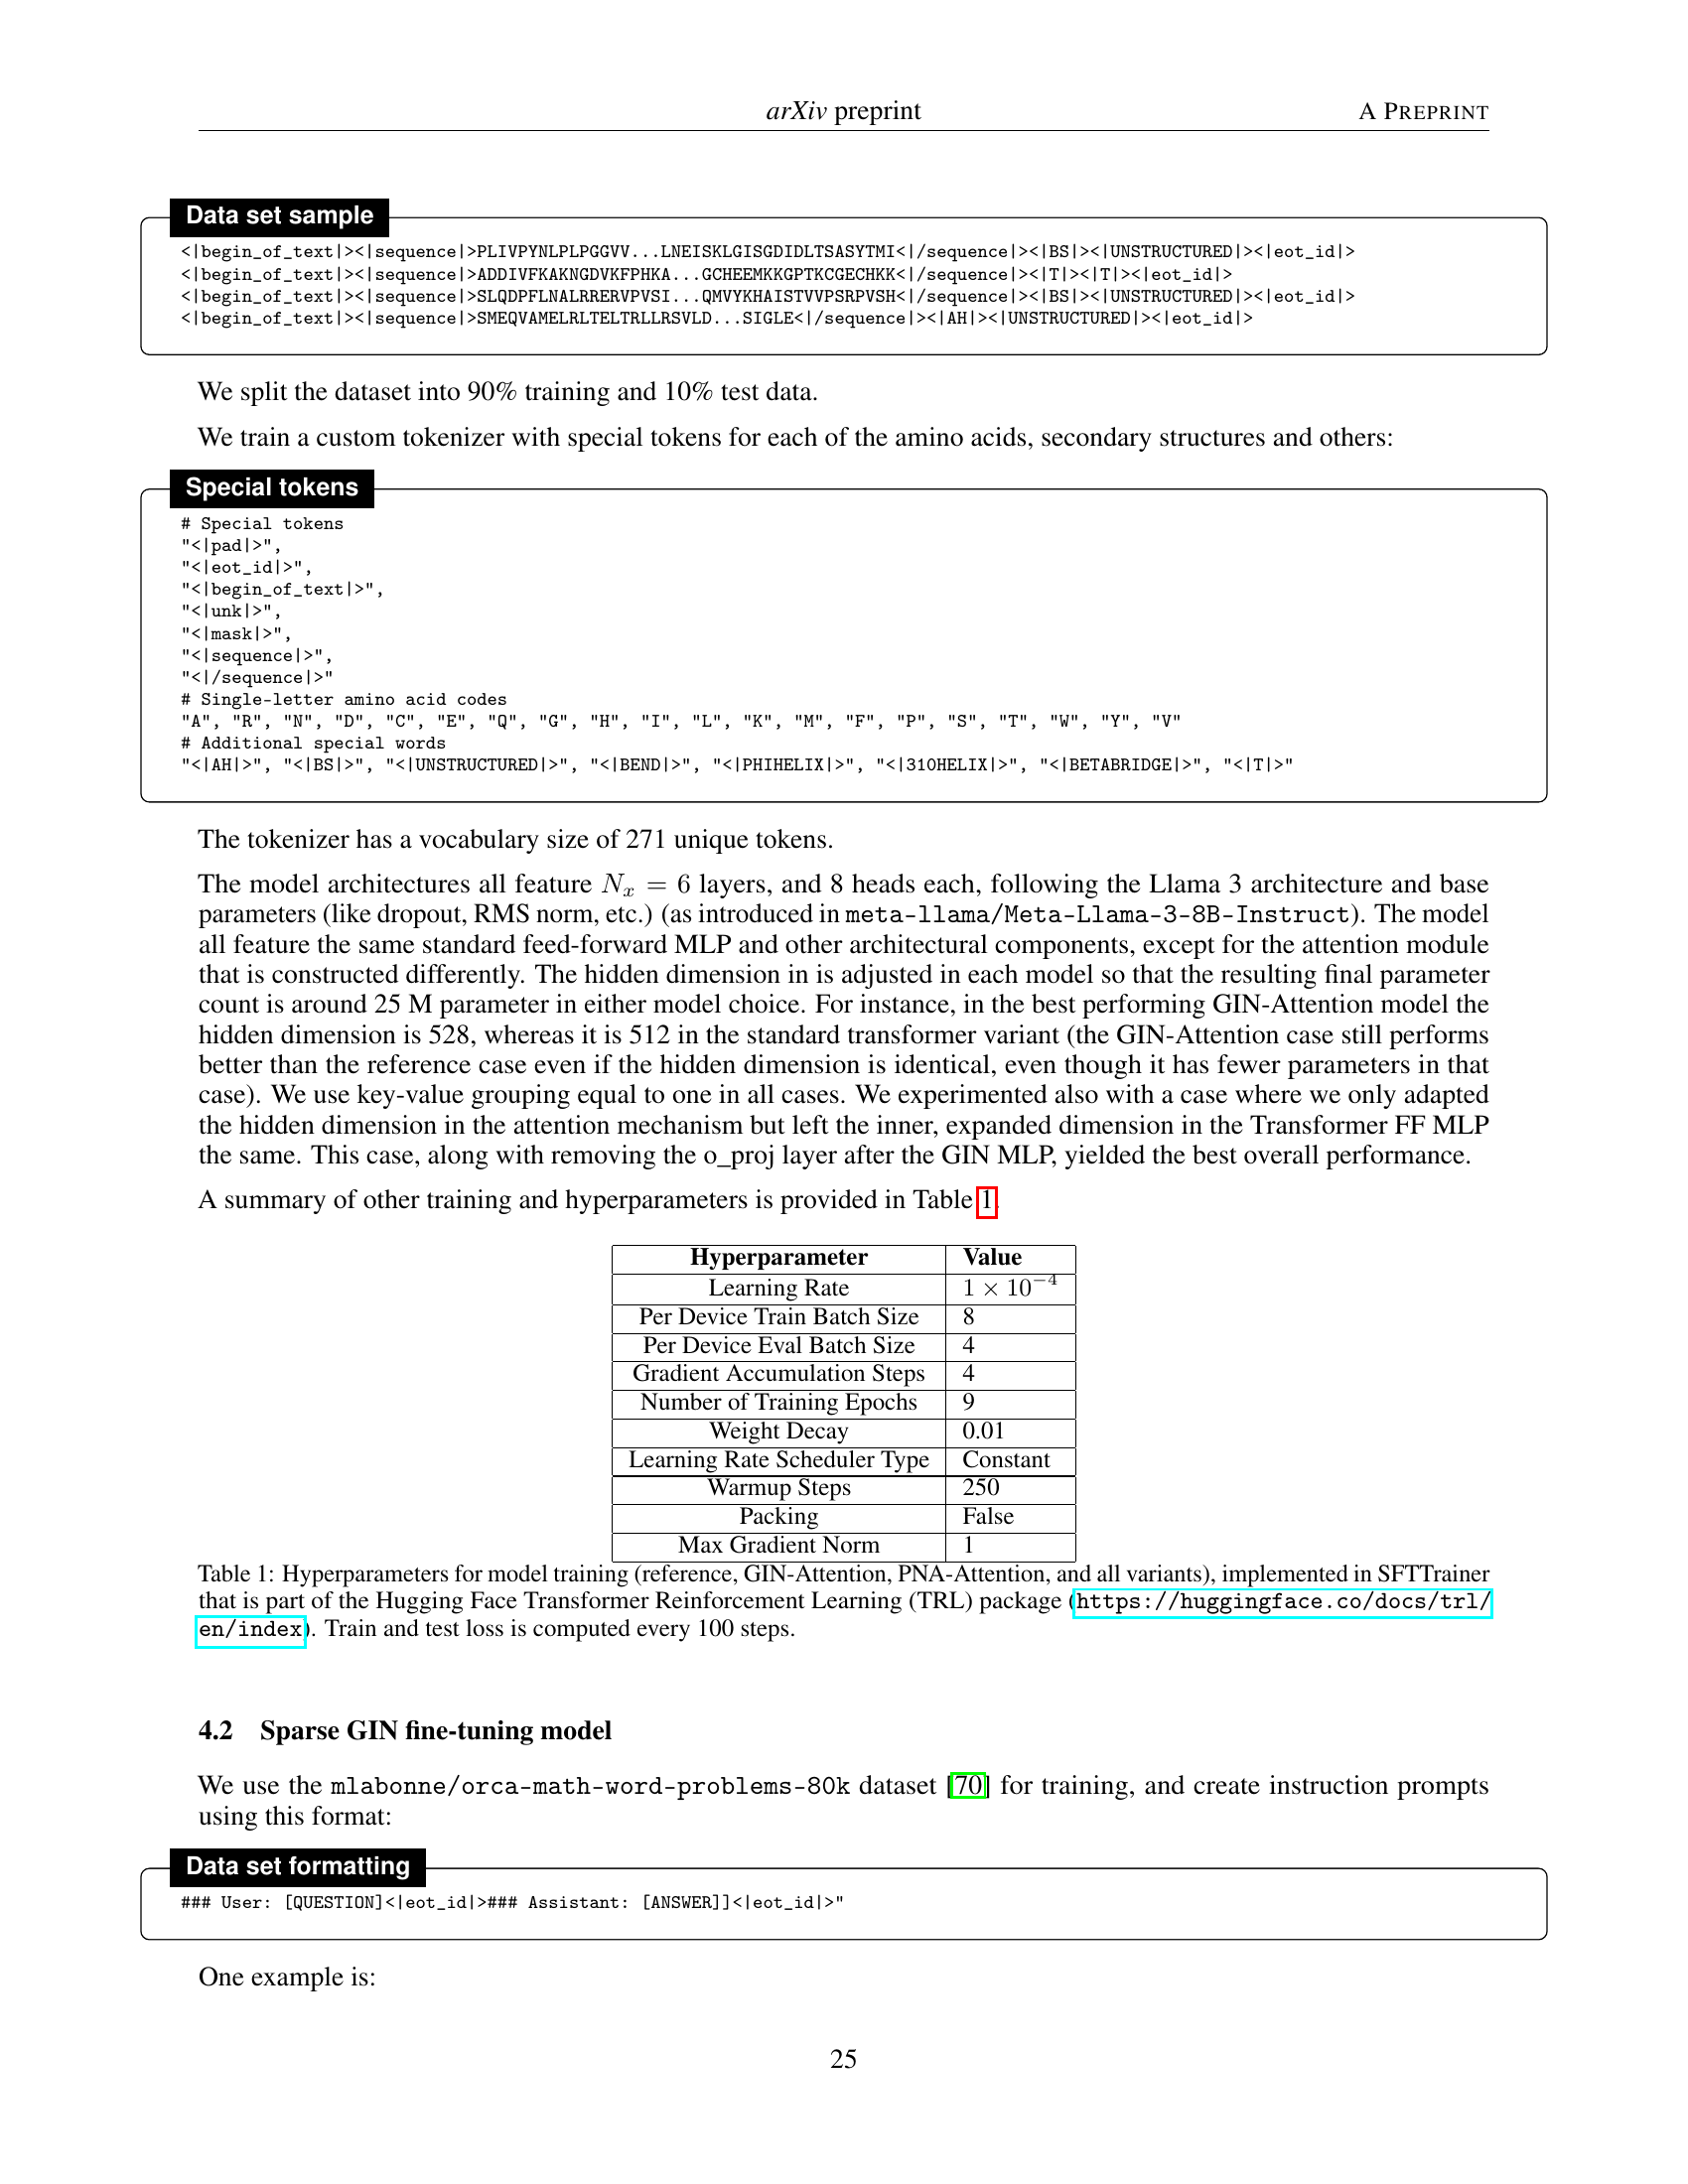 arXiv preprint A PREPRINT
Data set sample
<|begin_of_text|><|sequence|>PLIVPYNLPLPGGVV...LNEISKLGISGDIDLTSASYTMI<|/sequence|><|BS|><|UNSTRUCTURED|><|eot_id|>
<|begin_of_text|><|sequence|>ADDIVFKAKNGDVKFPHKA...GCHEEMKKGPTKCGECHKK<|/sequence|><|T|><|T|><|eot_id|>
<|begin_of_text|><|sequence|>SLQDPFLNALRRERVPVSI...QMVYKHAISTVVPSRPVSH<|/sequence|><|BS|><|UNSTRUCTURED|><|eot_id|>
<|begin_of_text|><|sequence|>SMEQVAMELRLTELTRLLRSVLD...SIGLE<|/sequence|><|AH|><|UNSTRUCTURED|><|eot_id|>
We split the dataset into 90% training and 10% test data.
We train a custom tokenizer with special tokens for each of the amino acids, secondary structures and others:
Special tokens
# Special tokens
"<|pad|>",
"<|eot_id|>",
"<|begin_of_text|>",
"<|unk|>",
"<|mask|>",
"<|sequence|>",
"<|/sequence|>"
# Single-letter amino acid codes
"A", "R", "N", "D", "C", "E", "Q", "G", "H", "I", "L", "K", "M", "F", "P", "S", "T", "W", "Y", "V"
# Additional special words
"<|AH|>", "<|BS|>", "<|UNSTRUCTURED|>", "<|BEND|>", "<|PHIHELIX|>", "<|310HELIX|>", "<|BETABRIDGE|>", "<|T|>"
The tokenizer has a vocabulary size of 271 unique tokens.
The model architectures all feature Nx = 6 layers, and 8 heads each, following the Llama 3 architecture and base
parameters (like dropout, RMS norm, etc.) (as introduced in meta-llama/Meta-Llama-3-8B-Instruct). The model
all feature the same standard feed-forward MLP and other architectural components, except for the attention module
that is constructed differently. The hidden dimension in is adjusted in each model so that the resulting final parameter
count is around 25 M parameter in either model choice. For instance, in the best performing GIN-Attention model the
hidden dimension is 528, whereas it is 512 in the standard transformer variant (the GIN-Attention case still performs
better than the reference case even if the hidden dimension is identical, even though it has fewer parameters in that
case). We use key-value grouping equal to one in all cases. We experimented also with a case where we only adapted
the hidden dimension in the attention mechanism but left the inner, expanded dimension in the Transformer FF MLP
the same. This case, along with removing the o_proj layer after the GIN MLP, yielded the best overall performance.
A summary of other training and hyperparameters is provided in Table 1.
Hyperparameter Value
Learning Rate 1 × 10⁻⁴
Per Device Train Batch Size 8
Per Device Eval Batch Size 4
Gradient Accumulation Steps 4
Number of Training Epochs 9
Weight Decay 0.01
Learning Rate Scheduler Type Constant
Warmup Steps 250
Packing False
Max Gradient Norm 1
Table 1: Hyperparameters for model training (reference, GIN-Attention, PNA-Attention, and all variants), implemented in SFTTrainer
that is part of the Hugging Face Transformer Reinforcement Learning (TRL) package (https://huggingface.co/docs/trl/
en/index). Train and test loss is computed every 100 steps.
4.2 Sparse GIN fine-tuning model
We use the mlabonne/orca-math-word-problems-80k dataset [70] for training, and create instruction prompts
using this format:
Data set formatting
### User: [QUESTION]<|eot_id|>### Assistant: [ANSWER]]<|eot_id|>"
One example is:
25